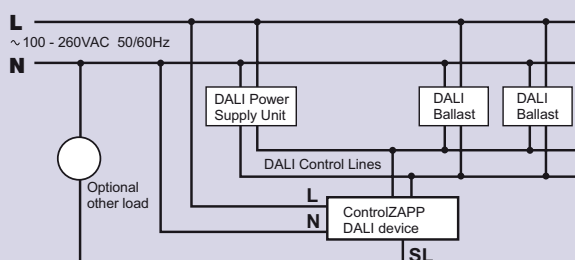 L
~ 100 - 260VAC 50/60Hz
N
DALI Power
Supply Unit
DALI
Ballast
DALI
Ballast
DALI Control Lines
Optional
other load
L
N
ControlZAPP
DALI device
SL